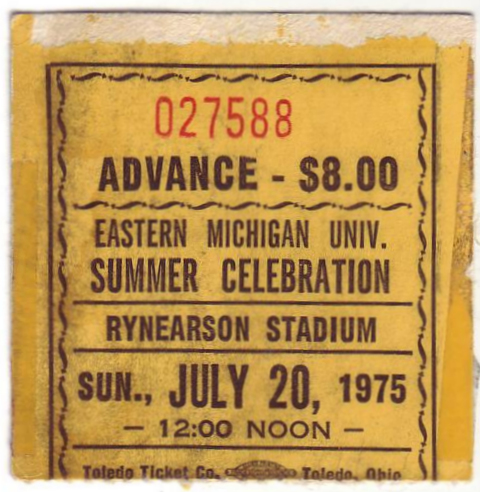 027588
ADVANCE - $8.00
EASTERN MICHIGAN UNIV.
SUMMER CELEBRATION
RYNEARSON STADIUM
SUN., JULY 20, 1975
— 12:00 NOON —
Toledo Ticket Co. Toledo, Ohio